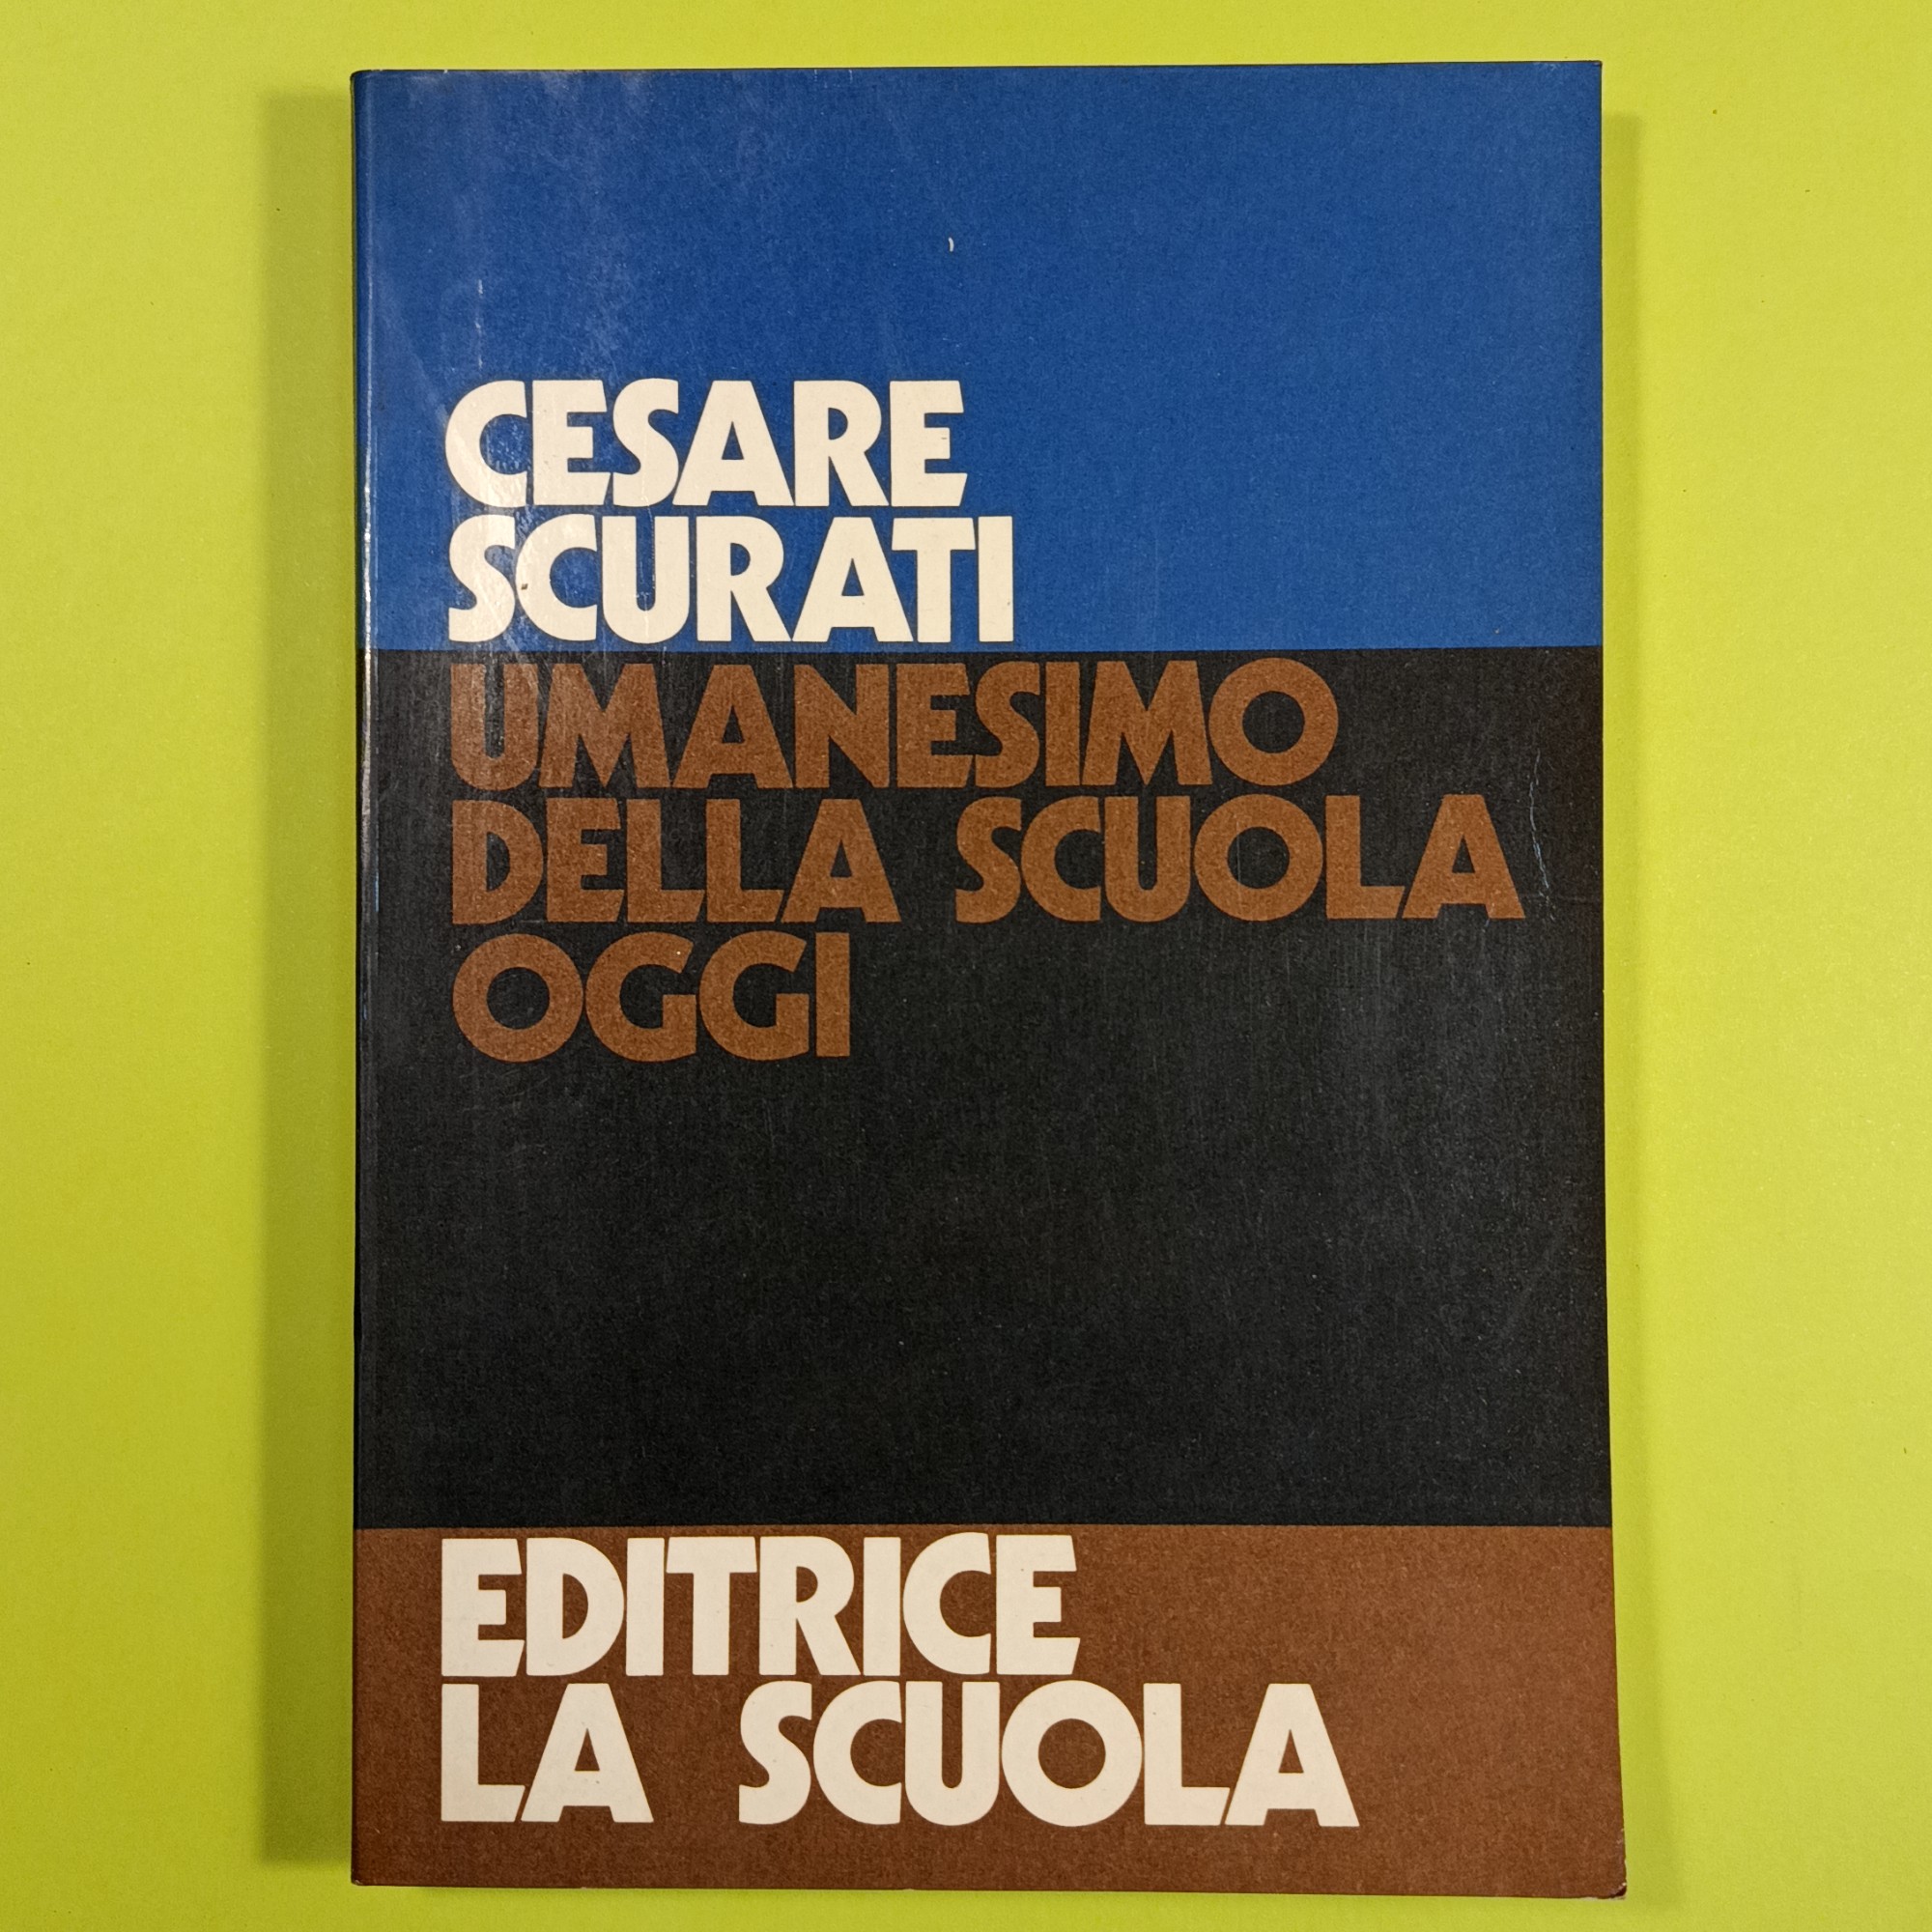 CESARE
SCURATI
UMANESIMO
DELLA SCUOLA
OGGI
EDITRICE
LA SCUOLA